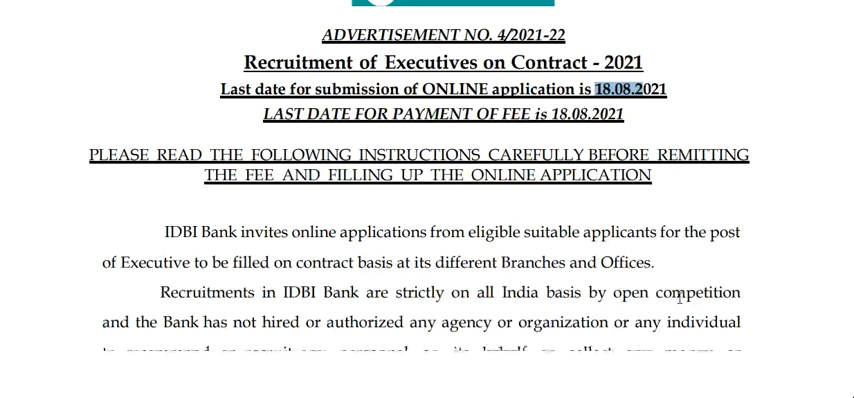 ADVERTISEMENT NO. 4/2021-22
Recruitment of Executives on Contract - 2021
Last date for submission of ONLINE application is 18.08.2021
LAST DATE FOR PAYMENT OF FEE is 18.08.2021
PLEASE READ THE FOLLOWING INSTRUCTIONS CAREFULLY BEFORE REMITTING
THE FEE AND FILLING UP THE ONLINE APPLICATION
IDBI Bank invites online applications from eligible suitable applicants for the post
of Executive to be filled on contract basis at its different Branches and Offices.
Recruitments in IDBI Bank are strictly on all India basis by open competition
and the Bank has not hired or authorized any agency or organization or any individual